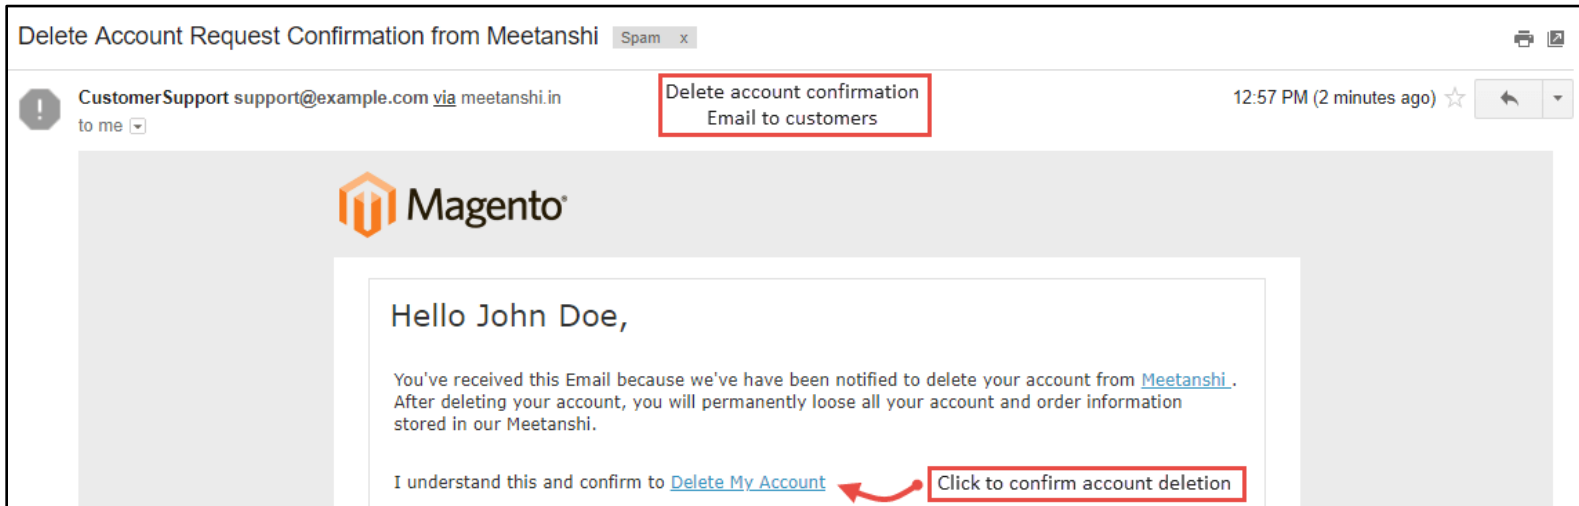 Delete Account Request Confirmation from Meetanshi Spam x
CustomerSupport support@example.com via meetanshi.in
to me
Delete account confirmation
Email to customers
12:57 PM (2 minutes ago)
Magento®
Hello John Doe,
You've received this Email because we've have been notified to delete your account from Meetanshi .
After deleting your account, you will permanently loose all your account and order information
stored in our Meetanshi.
I understand this and confirm to Delete My Account
Click to confirm account deletion